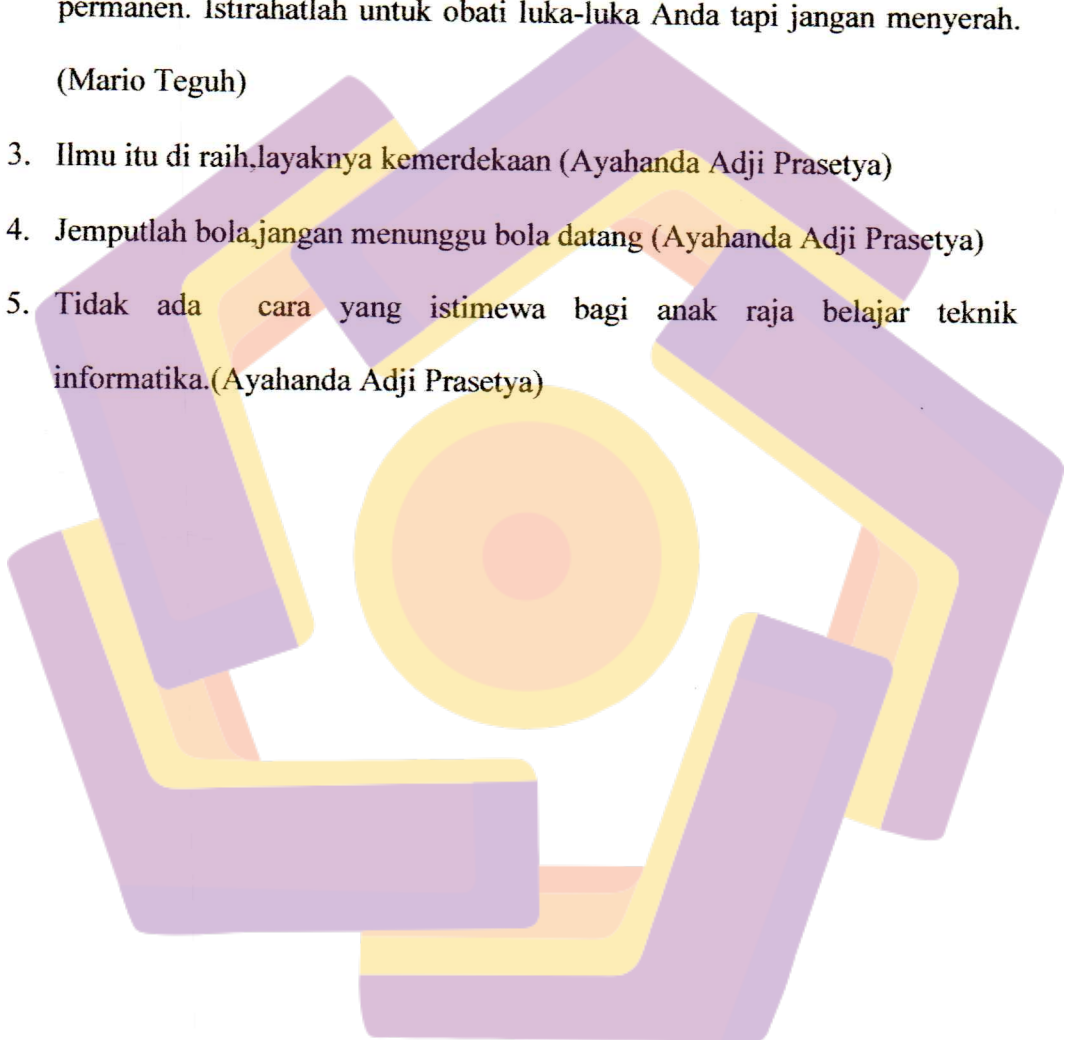 permanen. Istirahatlah untuk obati luka-luka Anda tapi jangan menyerah.
(Mario Teguh)
3. Ilmu itu di raih,layaknya kemerdekaan (Ayahanda Adji Prasetya)
4. Jemputlah bola,jangan menunggu bola datang (Ayahanda Adji Prasetya)
5. Tidak ada cara yang istimewa bagi anak raja belajar teknik
informatika.(Ayahanda Adji Prasetya)